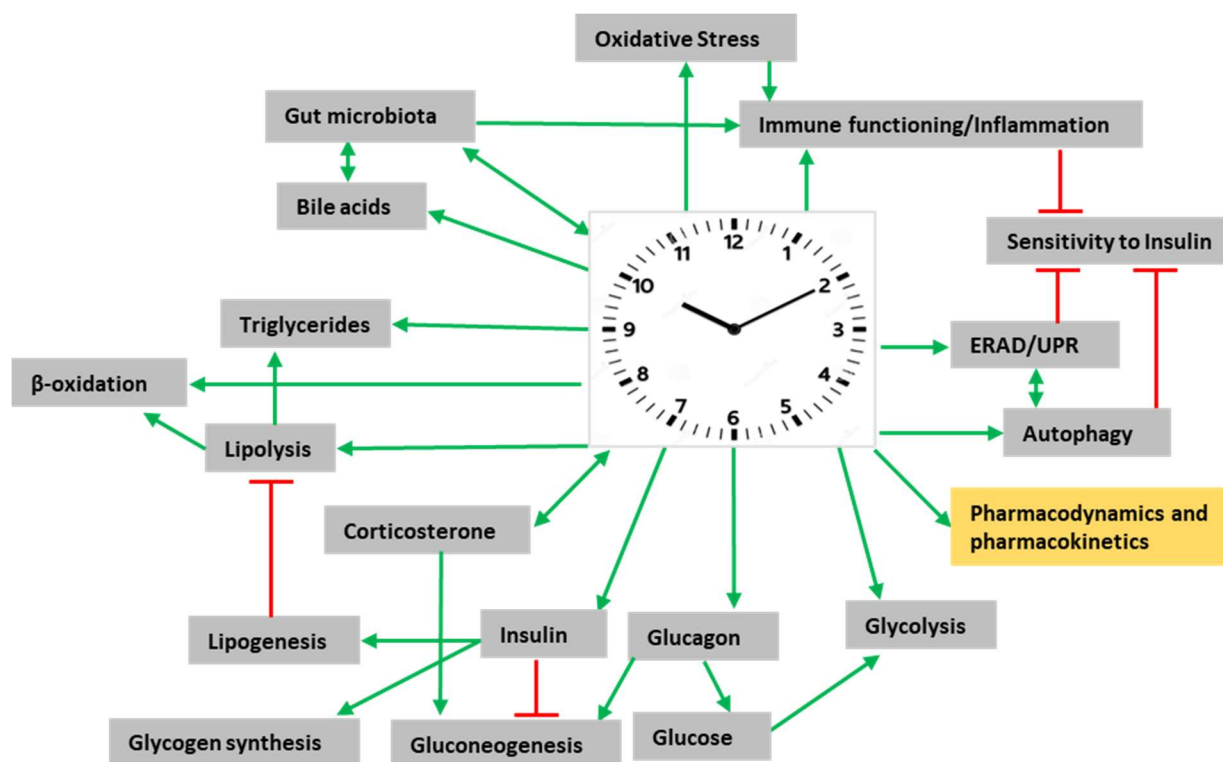 Oxidative Stress
Gut microbiota
Immune functioning/Inflammation
Bile acids
Sensitivity to Insulin
12
11
1
10
2
9
3
8
4
7
5
6
Triglycerides
ERAD/UPR
β-oxidation
Lipolysis
Autophagy
Corticosterone
Pharmacodynamics and
pharmacokinetics
Lipogenesis
Insulin
Glucagon
Glycolysis
Glycogen synthesis
Gluconeogenesis
Glucose